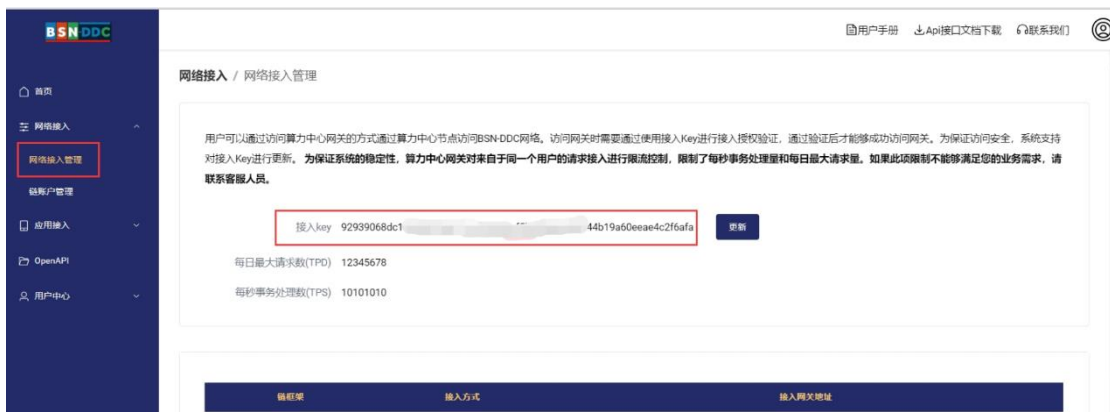 BSN-DDC
用户手册 Api接口文档下载 联系我们
网络接入 / 网络接入管理
首页
网络接入
网络接入管理
链账户管理
应用接入
OpenAPI
用户中心
用户可以通过访问算力中心网关的方式通过算力中心节点访问BSN-DDC网络。访问网关时需要通过使用接入Key进行接入授权验证，通过验证后才能够成功访问网关。为保证访问安全，系统支持
对接入Key进行更新。为保证系统的稳定性，算力中心网关对来自于同一个用户的请求接入进行限流控制，限制了每秒事务处理量和每日最大请求量。如果此项限制不能够满足您的业务需求，请
联系客服人员。
接入key 92939068dc1 44b19a60eeae4c2f6afa 更新
每日最大请求数(TPD) 12345678
每秒事务处理数(TPS) 10101010
链框架 接入方式 接入网关地址